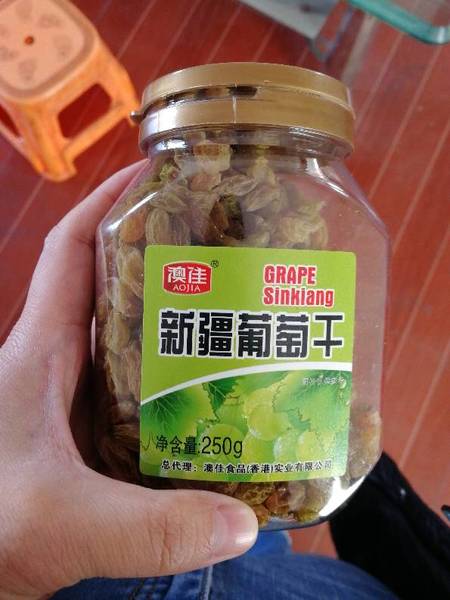 澳佳®
AOJIA
GRAPE
Sinkiang
新疆葡萄干
净含量:250g
总代理：澳佳食品(香港)实业有限公司